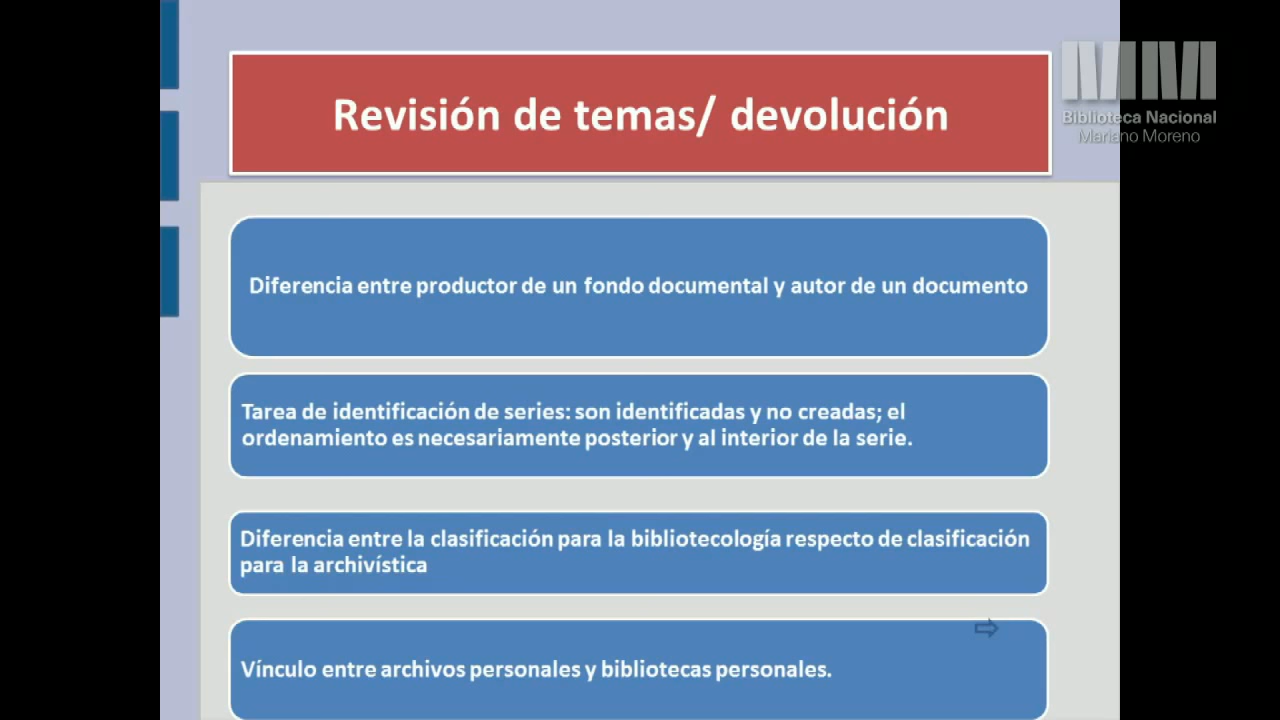 Revisión de temas/ devolución
Biblioteca Nacional
Mariano Moreno
Diferencia entre productor de un fondo documental y autor de un documento
Tarea de identificación de series: son identificadas y no creadas; el
ordenamiento es necesariamente posterior y al interior de la serie.
Diferencia entre la clasificación para la bibliotecología respecto de clasificación
para la archivística
Vínculo entre archivos personales y bibliotecas personales.